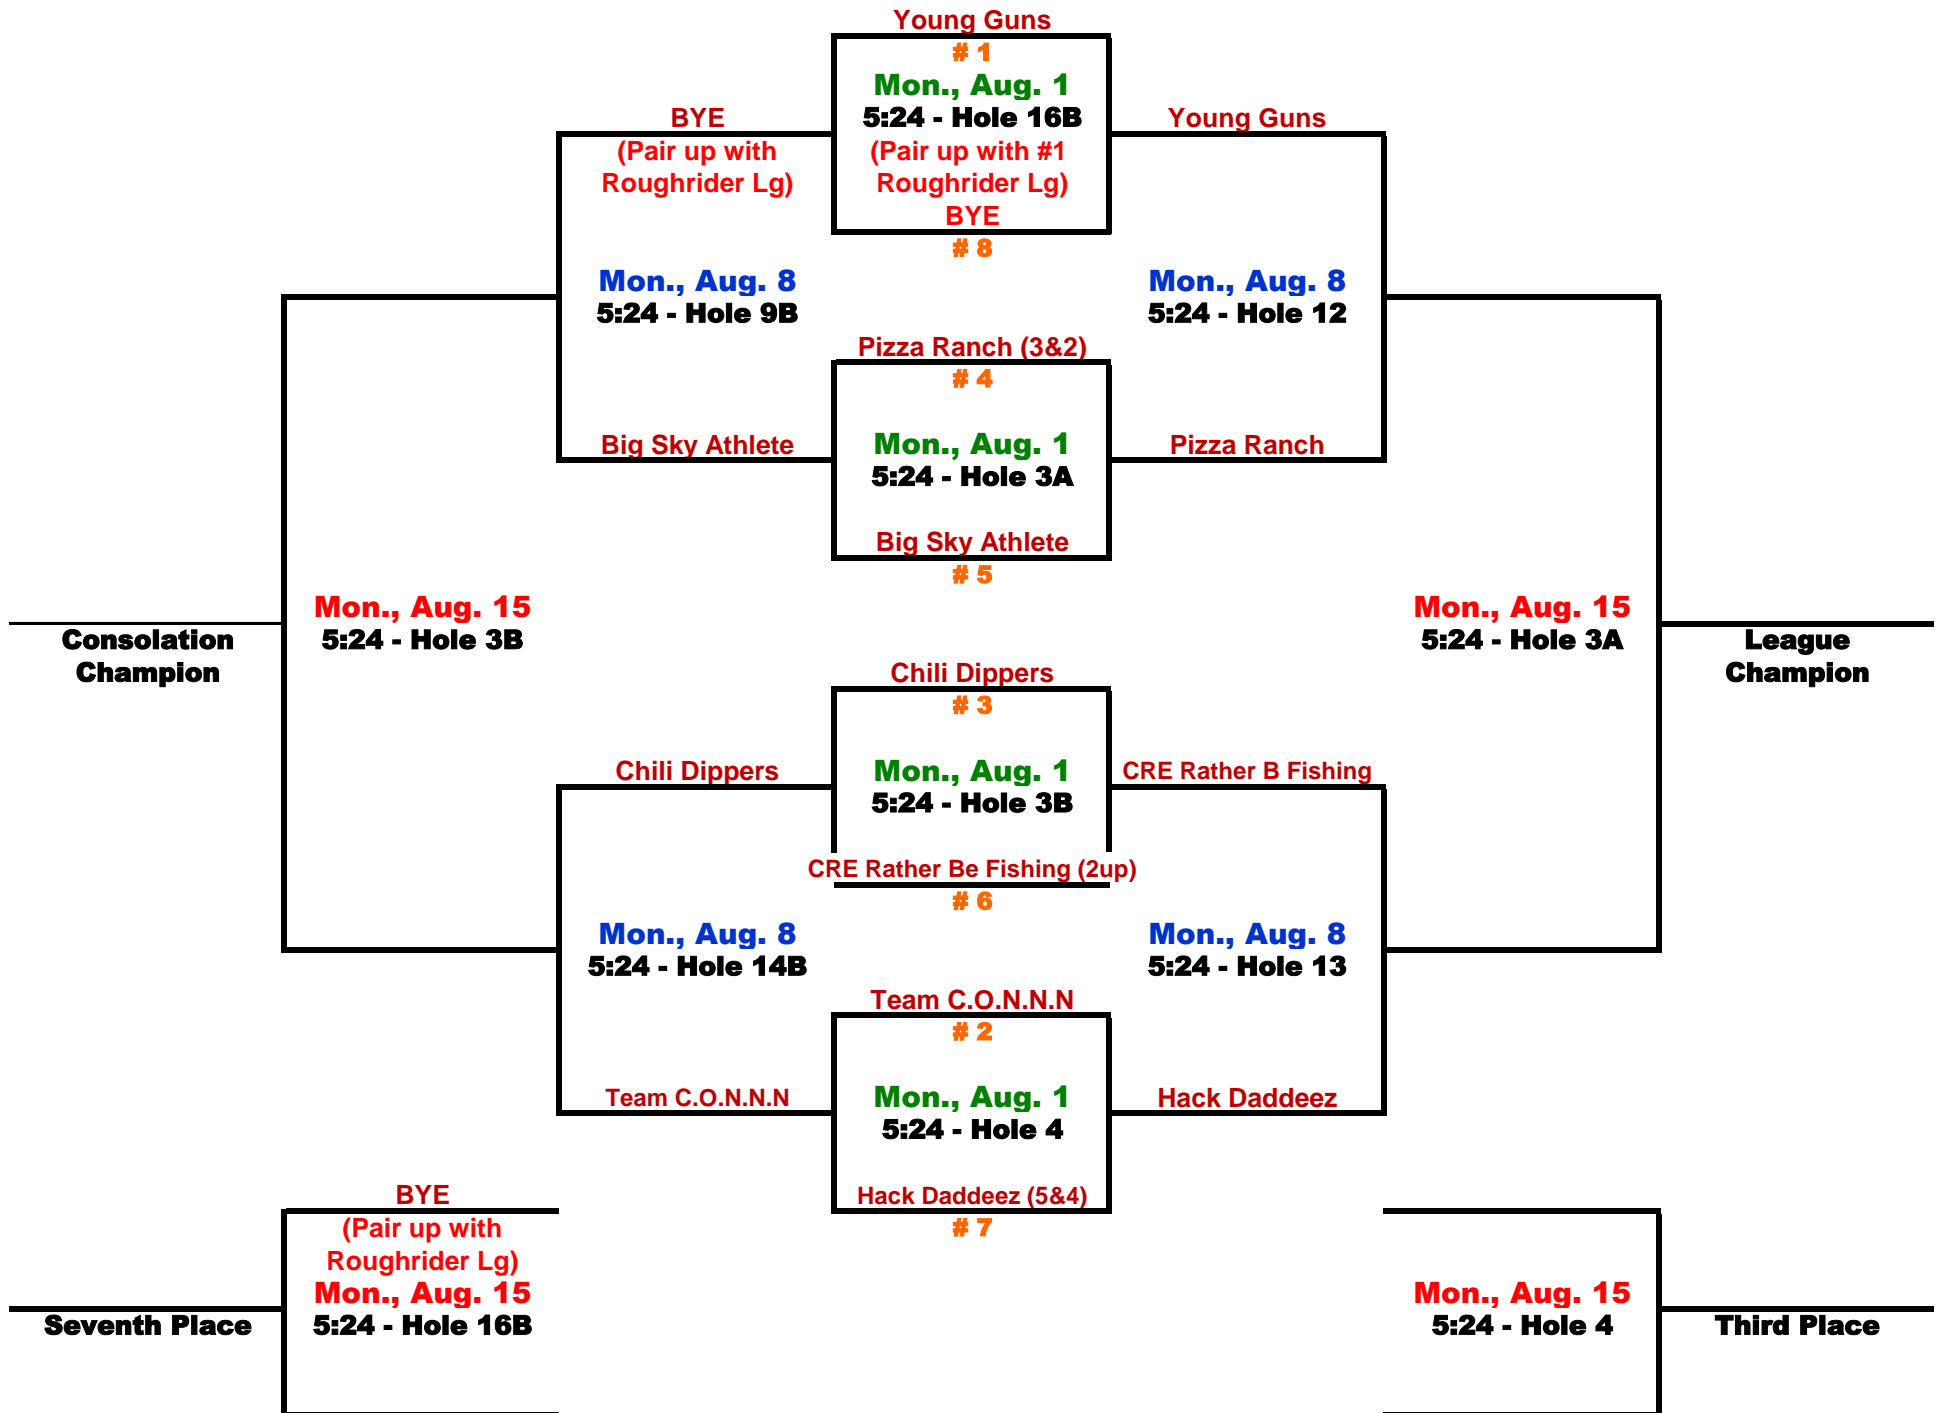 Young Guns
# 1
Mon., Aug. 1
BYE
5:24 - Hole 16B
Young Guns
(Pair up with
(Pair up with #1
Roughrider Lg)
Roughrider Lg)
BYE
# 8
Mon., Aug. 8
Mon., Aug. 8
5:24 - Hole 9B
5:24 - Hole 12
Pizza Ranch (3&2)
# 4
Big Sky Athlete
Mon., Aug. 1
Pizza Ranch
5:24 - Hole 3A
Big Sky Athlete
# 5
Mon., Aug. 15
Mon., Aug. 15
Consolation
5:24 - Hole 3B
5:24 - Hole 3A
League
Champion
Chili Dippers
Champion
# 3
Chili Dippers
Mon., Aug. 1
CRE Rather B Fishing
5:24 - Hole 3B
CRE Rather Be Fishing (2up)
# 6
Mon., Aug. 8
Mon., Aug. 8
5:24 - Hole 14B
5:24 - Hole 13
Team C.O.N.N.N
# 2
Team C.O.N.N.N
Mon., Aug. 1
Hack Daddeez
5:24 - Hole 4
BYE
Hack Daddeez (5&4)
(Pair up with
# 7
Roughrider Lg)
Mon., Aug. 15
Mon., Aug. 15
Seventh Place
5:24 - Hole 16B
5:24 - Hole 4
Third Place